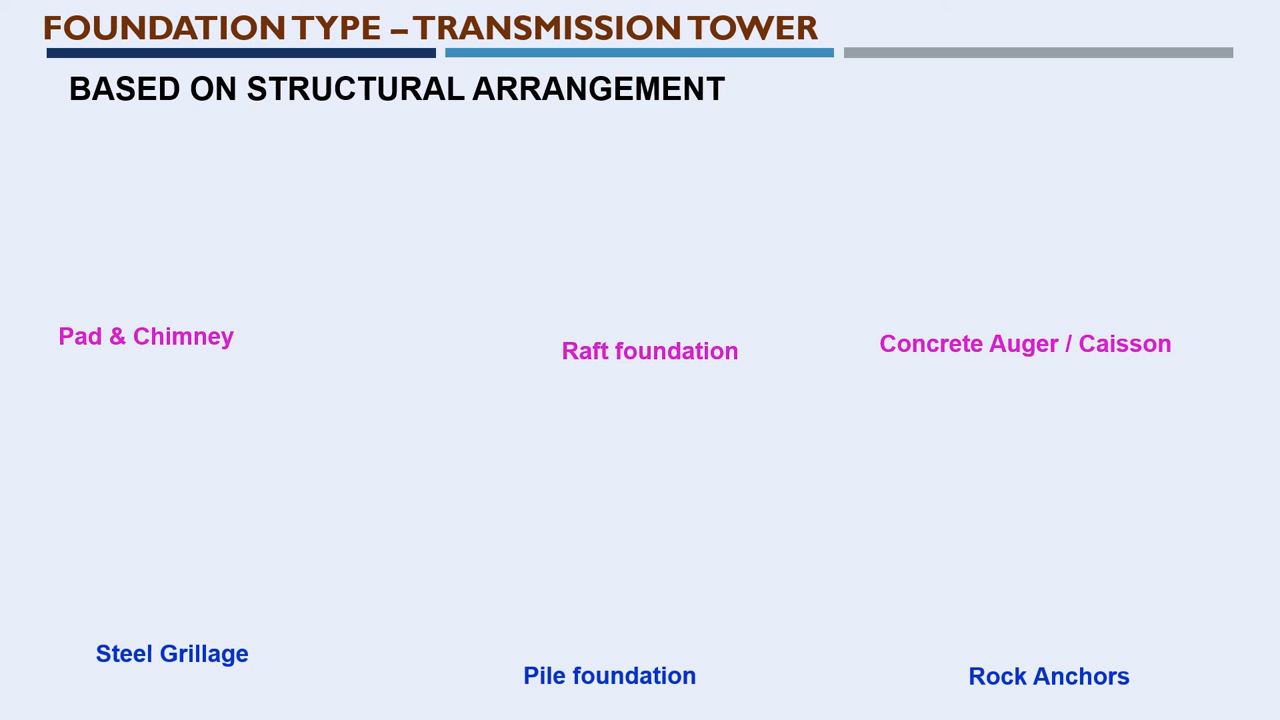 FOUNDATION TYPE – TRANSMISSION TOWER
BASED ON STRUCTURAL ARRANGEMENT
Pad & Chimney
Raft foundation
Concrete Auger / Caisson
Steel Grillage
Pile foundation
Rock Anchors